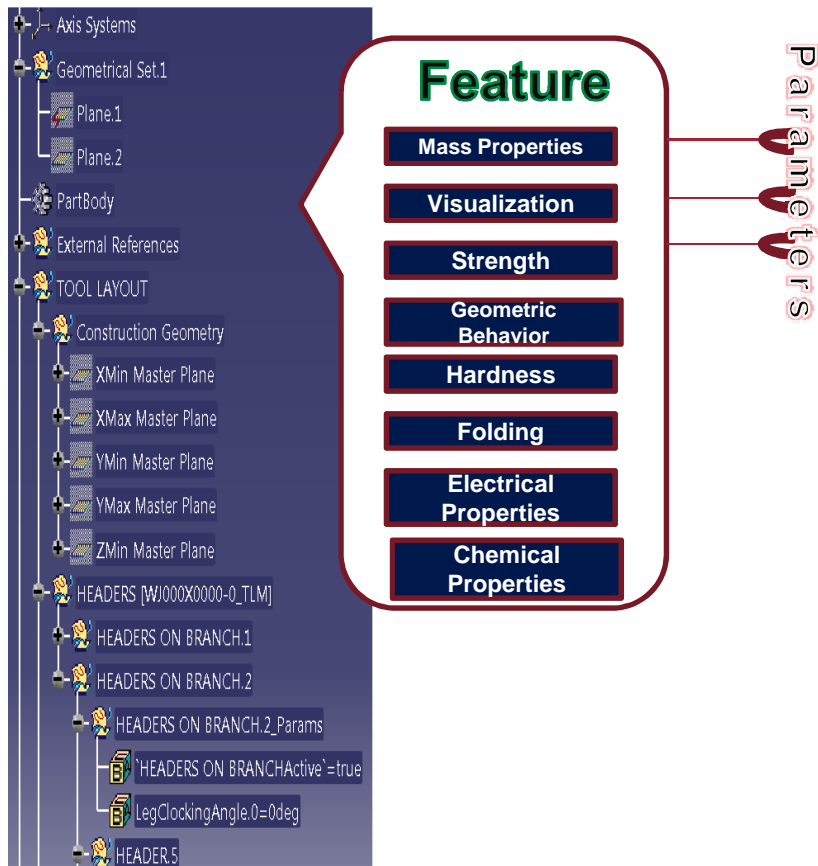 Axis Systems
Geometrical Set.1
Plane.1
Plane.2
PartBody
External References
TOOL LAYOUT
Construction Geometry
XMin Master Plane
XMax Master Plane
YMin Master Plane
YMax Master Plane
ZMin Master Plane
HEADERS [WJ000X0000-0_TLM]
HEADERS ON BRANCH.1
HEADERS ON BRANCH.2
HEADERS ON BRANCH.2_Params
`HEADERS ON BRANCHActive`=true
LegClockingAngle.0=0deg
HEADER.5
Feature
Mass Properties
Visualization
Strength
Geometric
Behavior
Hardness
Folding
Electrical
Properties
Chemical
Properties
Parameters